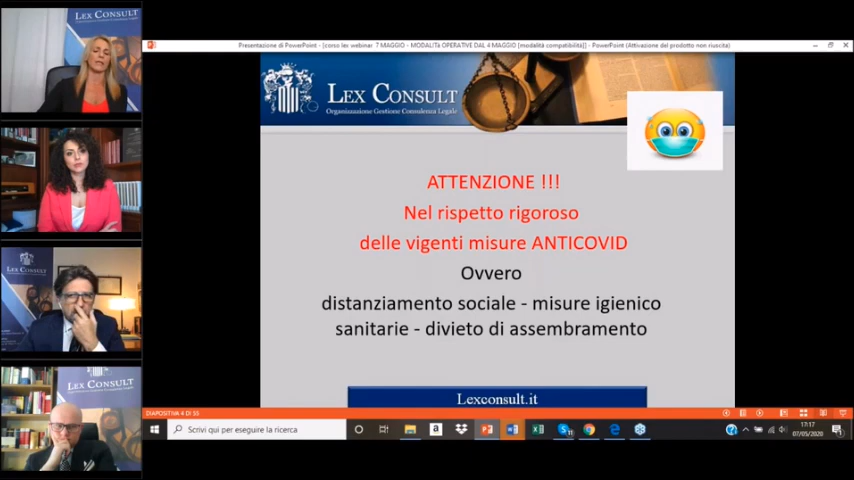 LEX CONSULT
Presentazione di PowerPoint - [corso lex webinar 7 MAGGIO - MODALITà OPERATIVE DAL 4 MAGGIO [modalità compatibilità]] - PowerPoint (Attivazione del prodotto non riuscita)
LEX CONSULT
Organizzazione Gestione Consulenza Legale
ATTENZIONE !!!
Nel rispetto rigoroso
delle vigenti misure ANTICOVID
Ovvero
distanziamento sociale - misure igienico
sanitarie - divieto di assembramento
LEX CONSULT
LEX CONSULT
Lexconsult.it
DIAPOSITIVA 4 DI 55
Scrivi qui per eseguire la ricerca
17:17
07/05/2020